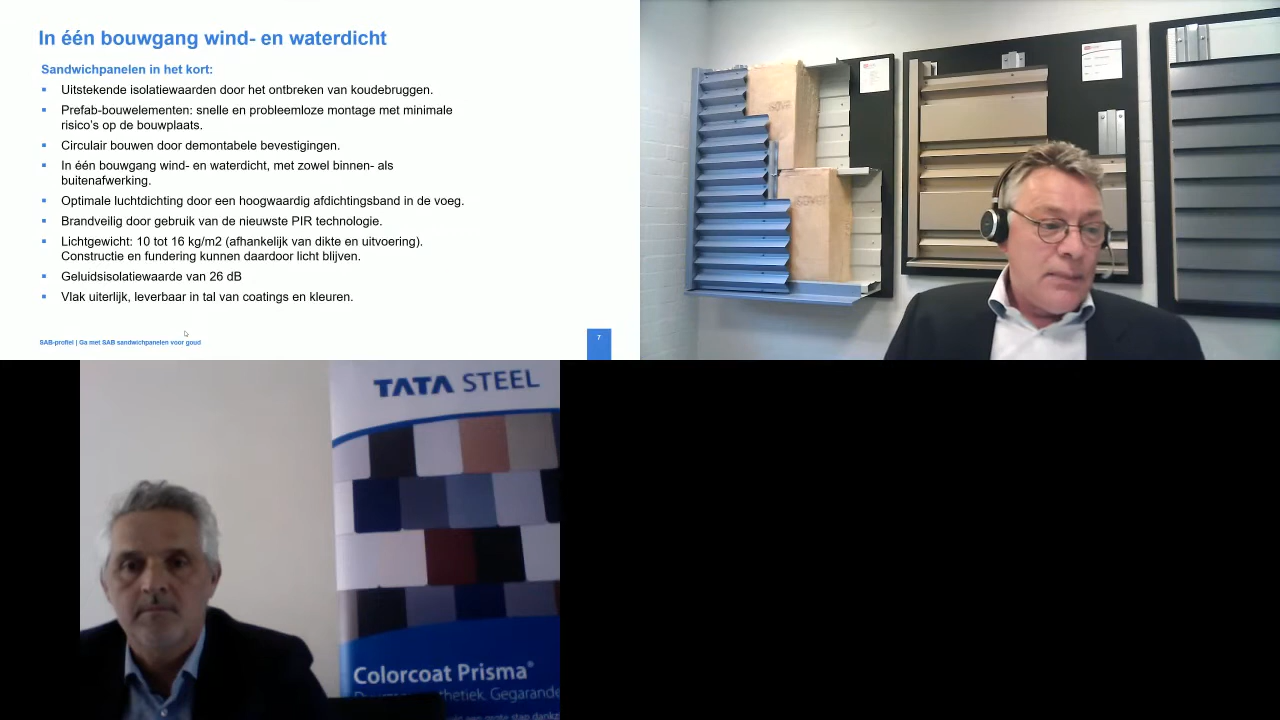 In één bouwgang wind- en waterdicht
Sandwichpanelen in het kort:
Uitstekende isolatiewaarden door het ontbreken van koudebruggen.
Prefab-bouwelementen: snelle en probleemloze montage met minimale
risico's op de bouwplaats.
Circulair bouwen door demontabele bevestigingen.
In één bouwgang wind- en waterdicht, met zowel binnen- als
buitenafwerking.
Optimale luchtdichting door een hoogwaardig afdichtingsband in de voeg.
Brandveilig door gebruik van de nieuwste PIR technologie.
Lichtgewicht: 10 tot 16 kg/m2 (afhankelijk van dikte en uitvoering).
Constructie en fundering kunnen daardoor licht blijven.
Geluidsisolatiewaarde van 26 dB
Vlak uiterlijk, leverbaar in tal van coatings en kleuren.
SAB-profiel | Ga met SAB sandwichpanelen voor goud
7
TATA STEEL
Colorcoat Prisma®
Gegarande